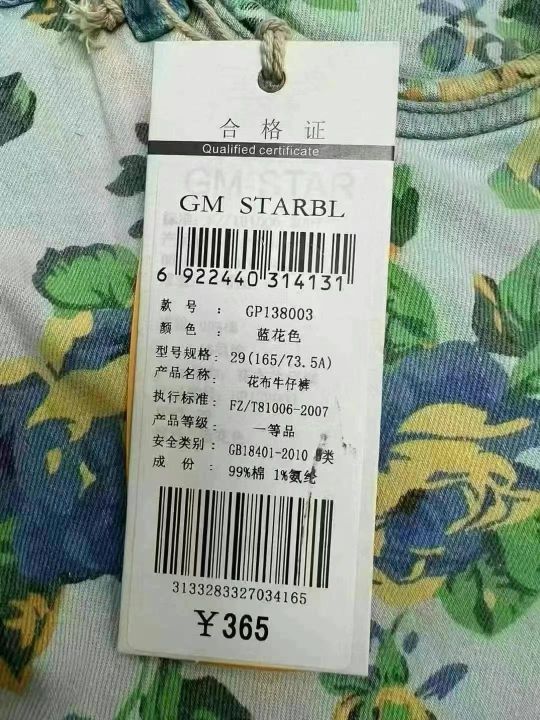 合格证
Qualified certificate
GM STARBL
6 922440 314131
款号：GP138003
颜色：蓝花色
型号规格：29(165/73.5A)
产品名称：花布牛仔裤
执行标准：FZ/T81006-2007
产品等级：一等品
安全类别：GB18401-2010 类
成份：99%棉 1%氨纶
3133283327034165
￥365